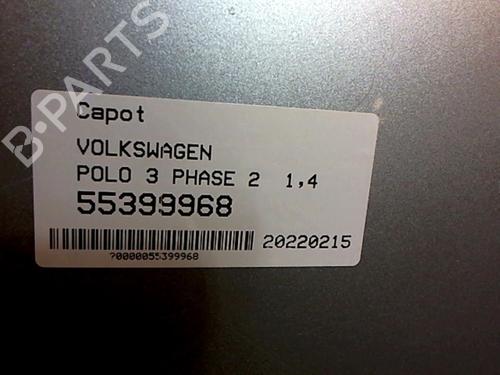 B-PARTS
Capot
VOLKSWAGEN
POLO 3 PHASE 2 1,4
55399968
20220215
?0000055399968